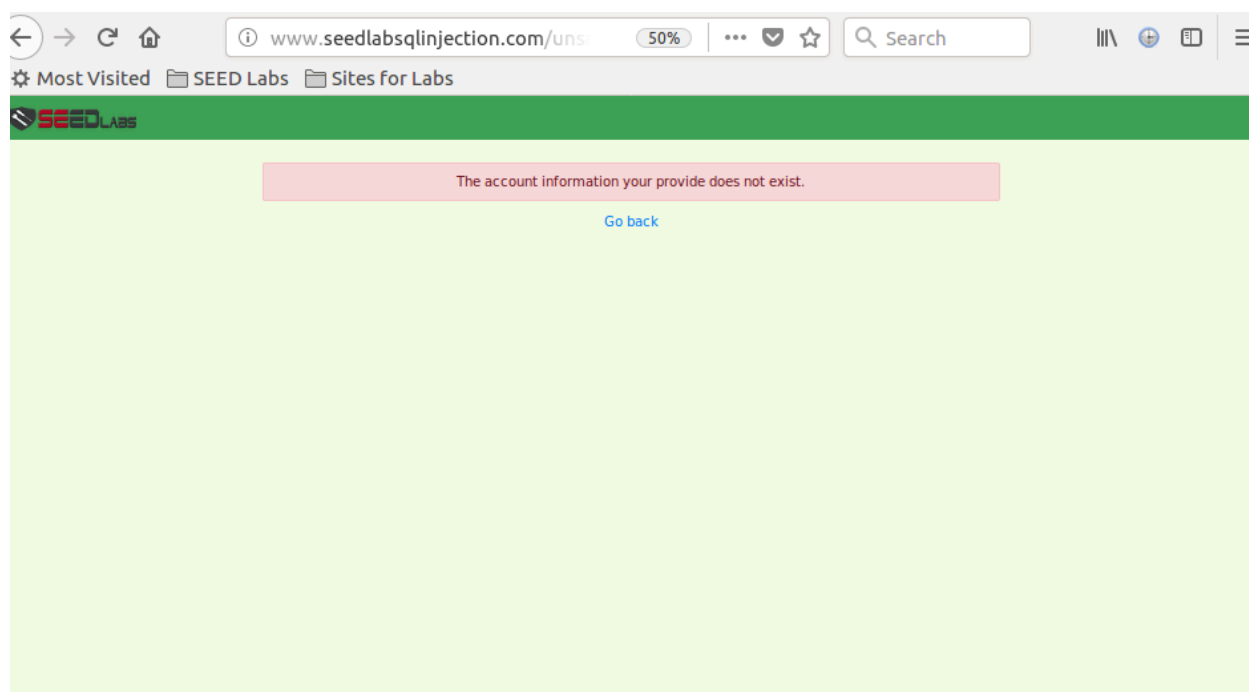 www.seedlabsqlinjection.com/uns 50% Search
Most Visited SEED Labs Sites for Labs
SEEDLABS
The account information your provide does not exist.
Go back